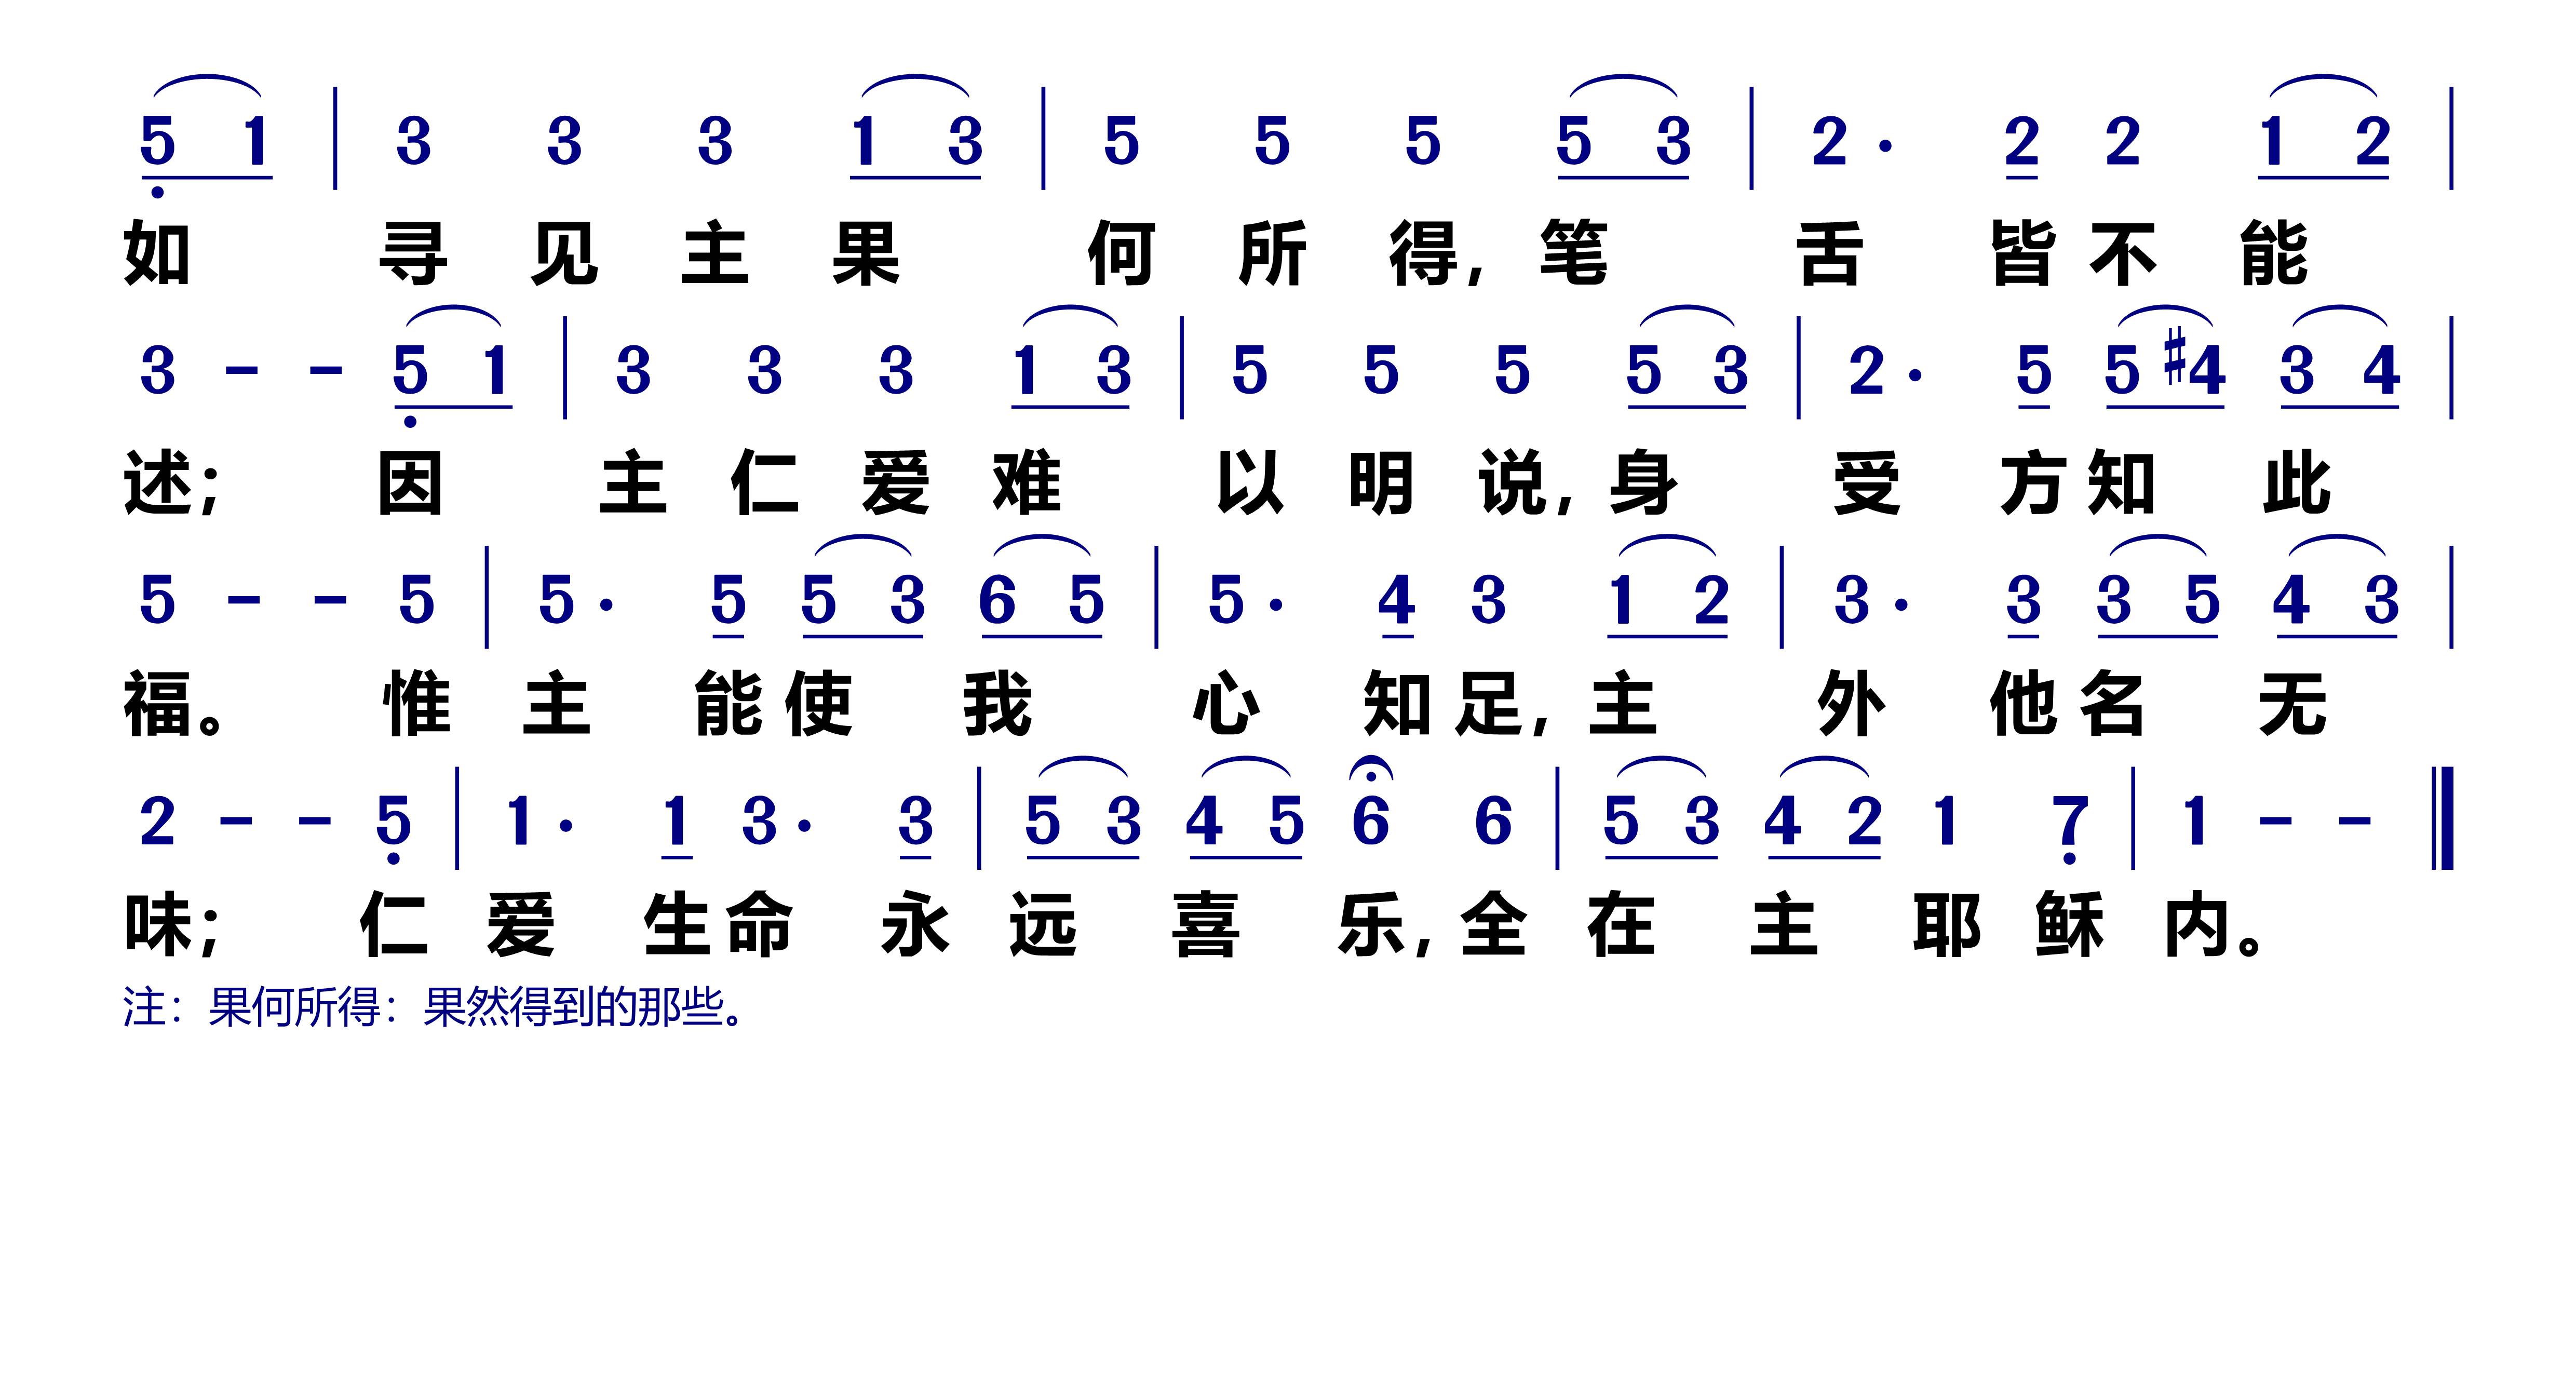 5 1 | 3 3 3 1 3 | 5 5 5 5 3 | 2 · 2 2 1 2 |
如 寻 见 主 果 何 所 得, 笔 舌 皆 不 能
3 - - 5 1 | 3 3 3 1 3 | 5 5 5 5 3 | 2 · 5 5 #4 3 4 |
述; 因 主 仁 爱 难 以 明 说, 身 受 方 知 此
5 - - 5 | 5 · 5 5 3 6 5 | 5 · 4 3 1 2 | 3 · 3 3 5 4 3 |
福。 惟 主 能 使 我 心 知 足, 主 外 他 名 无
2 - - 5 | 1 · 1 3 · 3 | 5 3 4 5 6 6 | 5 3 4 2 1 7 | 1 - - ‖
味; 仁 爱 生 命 永 远 喜 乐, 全 在 主 耶 稣 内。
注：果何所得：果然得到的那些。